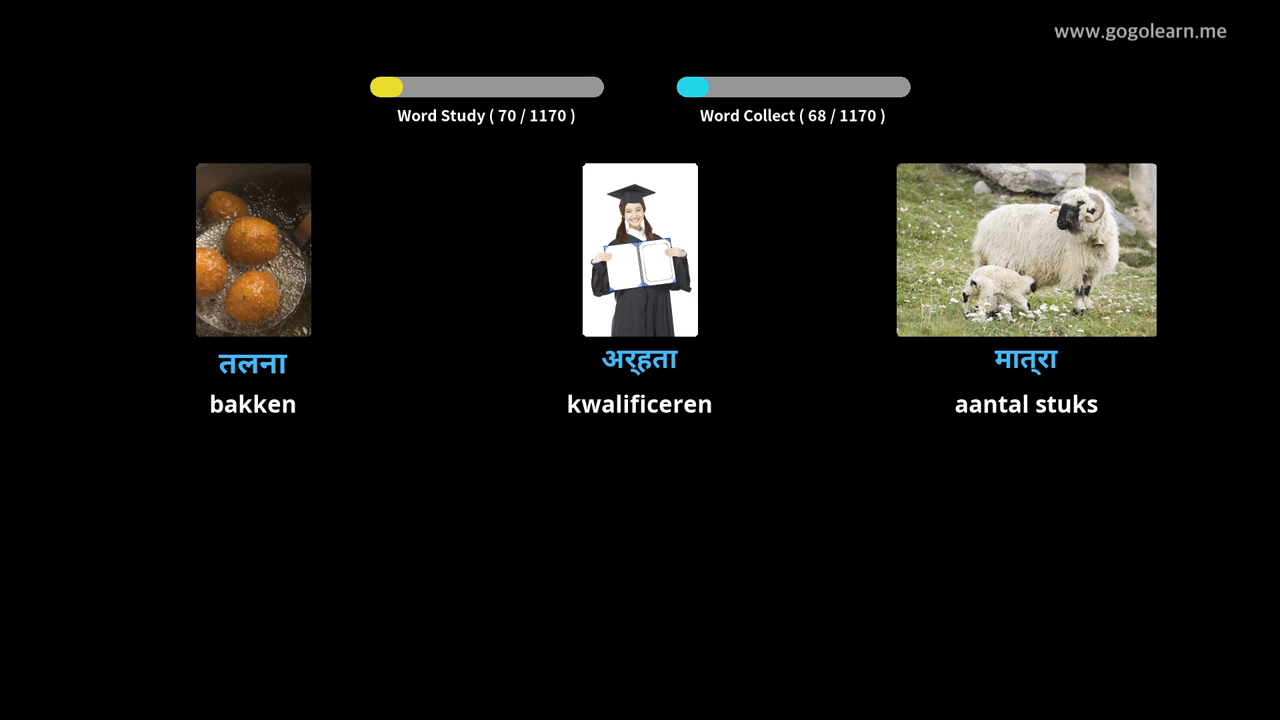 www.gogolearn.me
Word Study ( 70 / 1170 )
Word Collect ( 68 / 1170 )
तलना
अर्हता
मात्रा
bakken
kwalificeren
aantal stuks